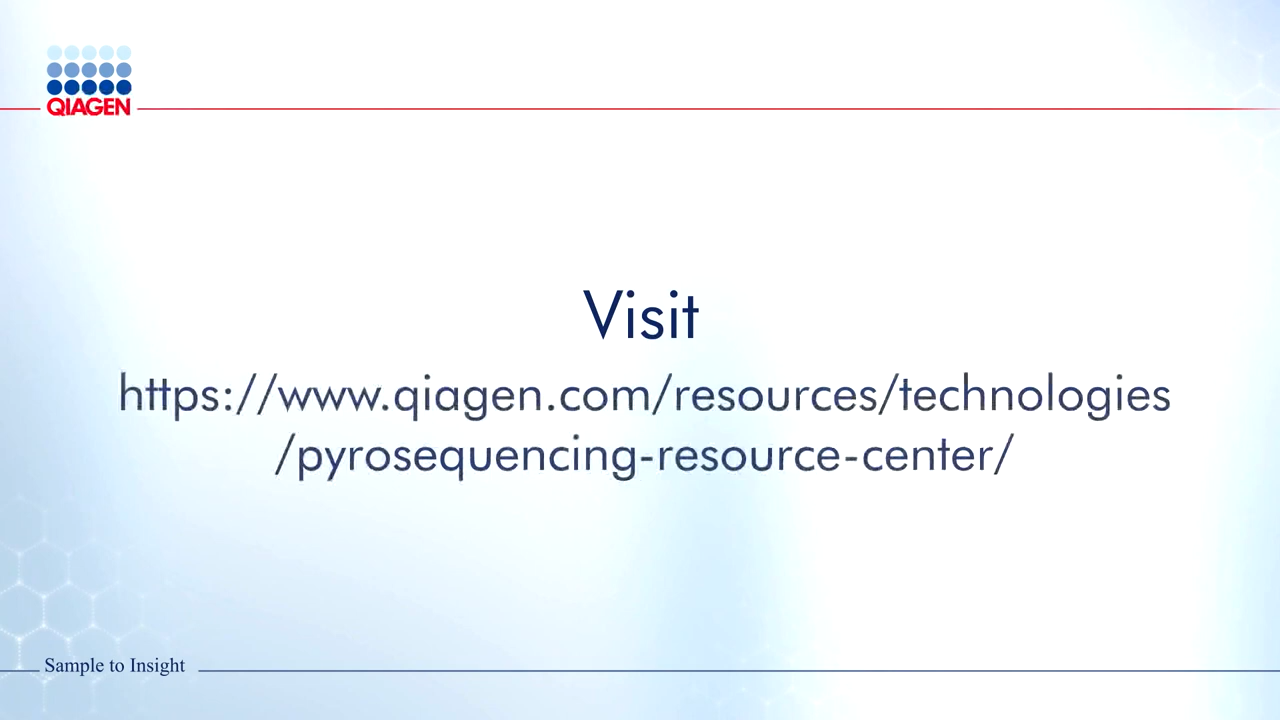 QIAGEN
Visit
https://www.qiagen.com/resources/technologies
/pyrosequencing-resource-center/
Sample to Insight